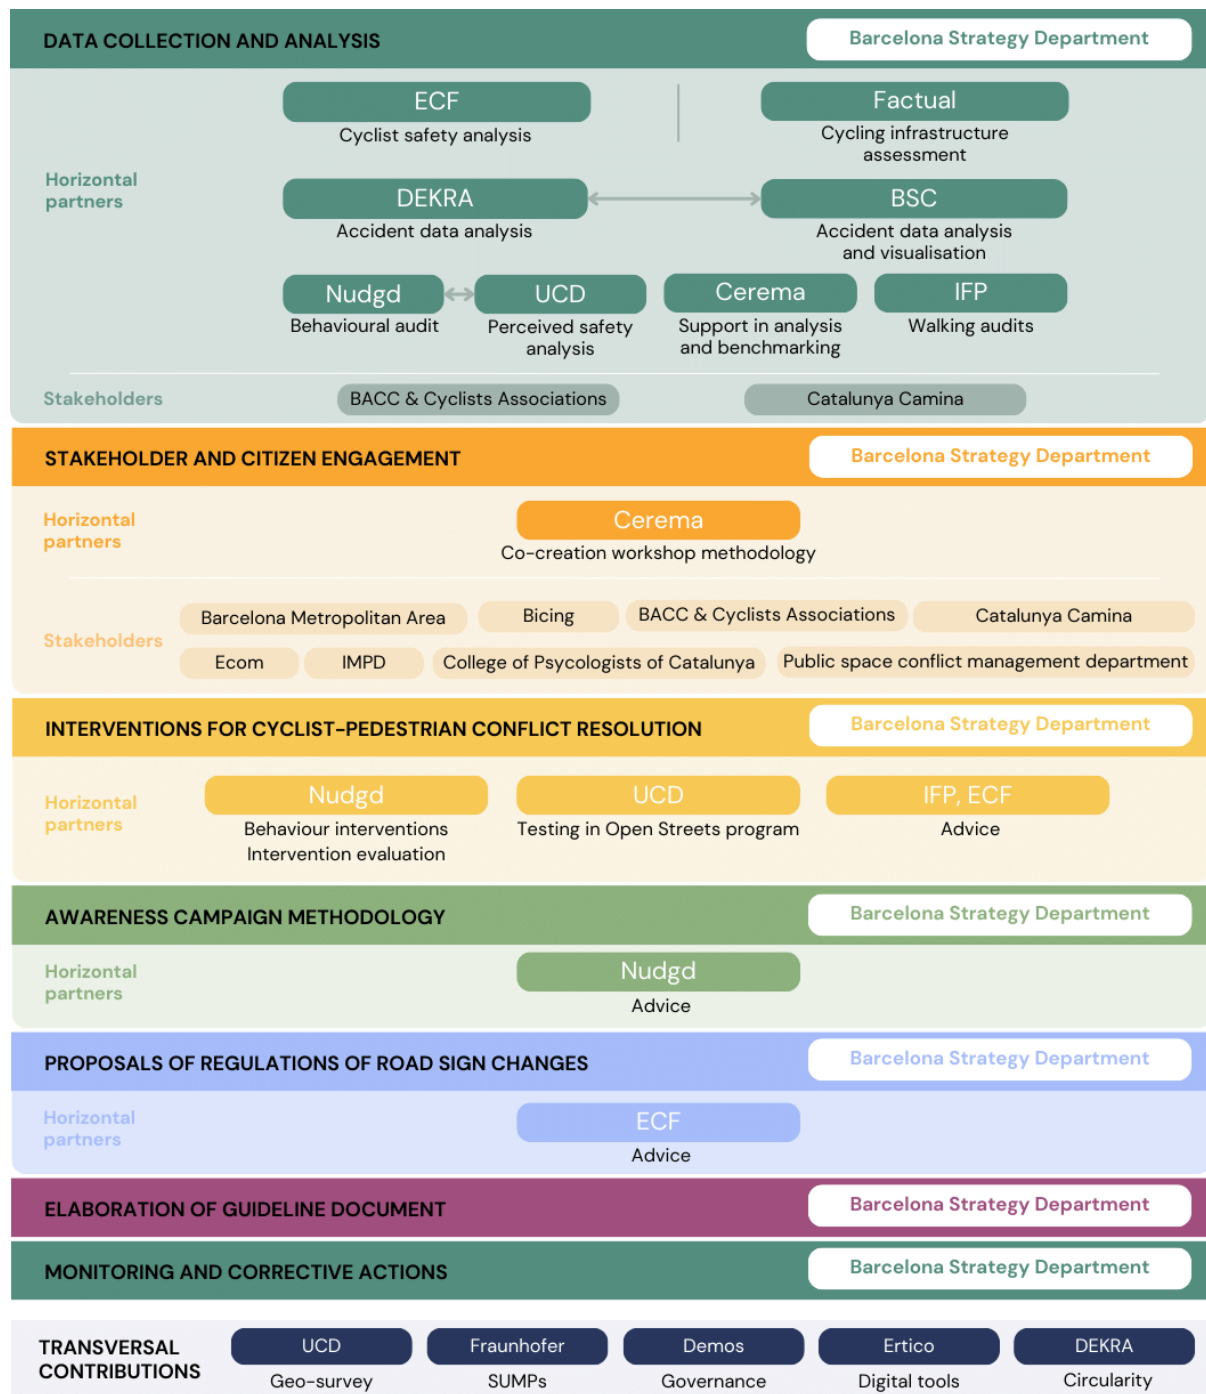 DATA COLLECTION AND ANALYSIS
Barcelona Strategy Department
Horizontal
partners
ECF
Cyclist safety analysis
Factual
Cycling infrastructure
assessment
DEKRA
Accident data analysis
BSC
Accident data analysis
and visualisation
Nudgd
Behavioural audit
UCD
Perceived safety
analysis
Cerema
Support in analysis
and benchmarking
IFP
Walking audits
Stakeholders
BACC & Cyclists Associations
Catalunya Camina
STAKEHOLDER AND CITIZEN ENGAGEMENT
Barcelona Strategy Department
Horizontal
partners
Cerema
Co-creation workshop methodology
Stakeholders
Barcelona Metropolitan Area
Bicing
BACC & Cyclists Associations
Catalunya Camina
Ecom
IMPD
College of Psycologists of Catalunya
Public space conflict management department
INTERVENTIONS FOR CYCLIST-PEDESTRIAN CONFLICT RESOLUTION
Barcelona Strategy Department
Horizontal
partners
Nudgd
Behaviour interventions
Intervention evaluation
UCD
Testing in Open Streets program
IFP, ECF
Advice
AWARENESS CAMPAIGN METHODOLOGY
Barcelona Strategy Department
Horizontal
partners
Nudgd
Advice
PROPOSALS OF REGULATIONS OF ROAD SIGN CHANGES
Barcelona Strategy Department
Horizontal
partners
ECF
Advice
ELABORATION OF GUIDELINE DOCUMENT
Barcelona Strategy Department
MONITORING AND CORRECTIVE ACTIONS
Barcelona Strategy Department
TRANSVERSAL
CONTRIBUTIONS
UCD
Geo-survey
Fraunhofer
SUMPs
Demos
Governance
Ertico
Digital tools
DEKRA
Circularity